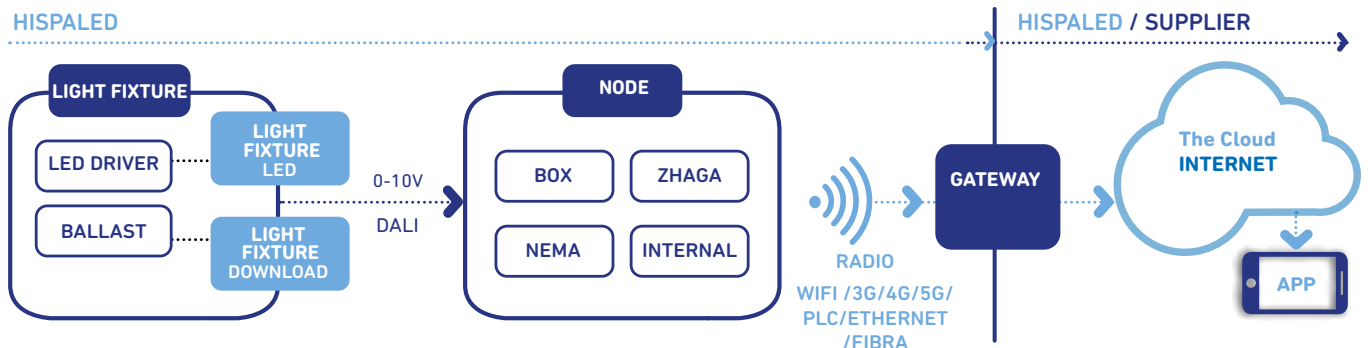 HISPALED
HISPALED / SUPPLIER
LIGHT FIXTURE
LED DRIVER
BALLAST
LIGHT
FIXTURE
LED
LIGHT
FIXTURE
DOWNLOAD
0-10V
DALI
NODE
BOX
ZHAGA
NEMA
INTERNAL
RADIO
WIFI /3G/4G/5G/
PLC/ETHERNET
/FIBRA
GATEWAY
The Cloud
INTERNET
APP